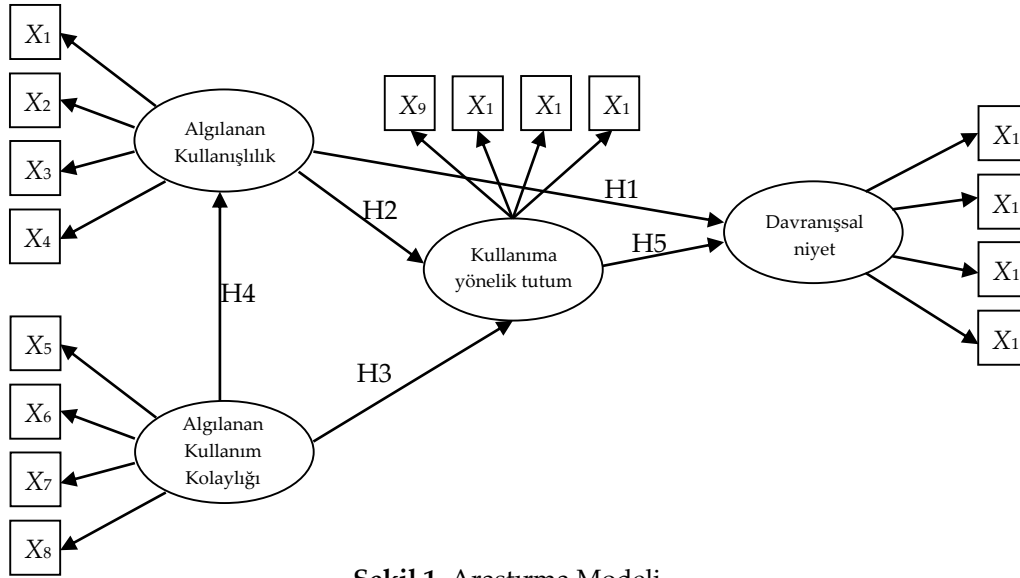 X1
X2
X3
X4
Algılanan
Kullanışlılık
X9
X1
X1
X1
H1
H2
H5
Kullanıma
yönelik tutum
X1
X1
X1
X1
Davranışsal
niyet
H4
H3
X5
X6
X7
X8
Algılanan
Kullanım
Kolaylığı
Şekil 1. Araştırma Modeli